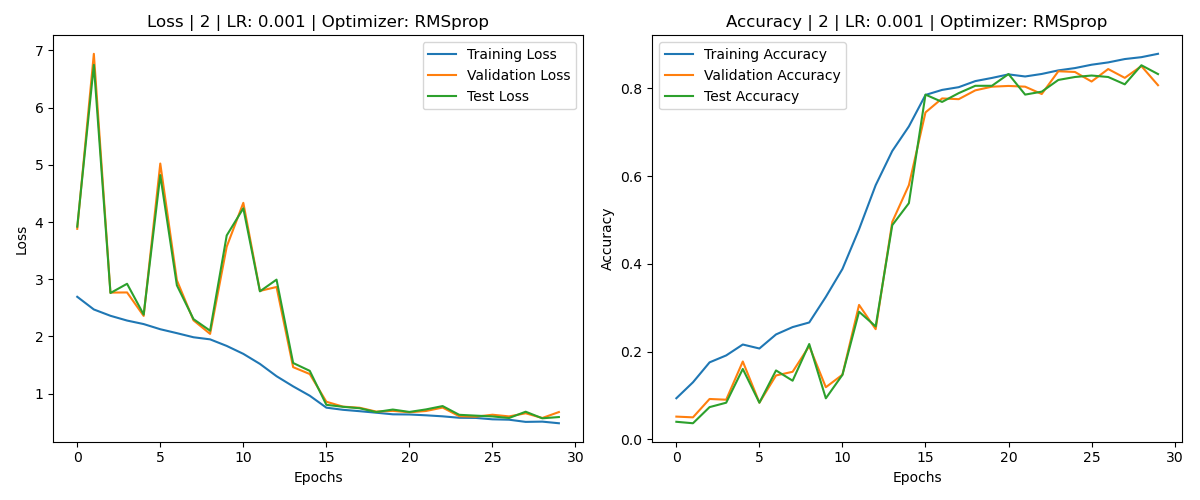 Loss | 2 | LR: 0.001 | Optimizer: RMSprop
7
6
5
4
3
2
1
Loss
0
5
10
15
20
25
30
Epochs
Training Loss
Validation Loss
Test Loss
Accuracy | 2 | LR: 0.001 | Optimizer: RMSprop
0.8
0.6
0.4
0.2
0.0
Accuracy
0
5
10
15
20
25
30
Epochs
Training Accuracy
Validation Accuracy
Test Accuracy